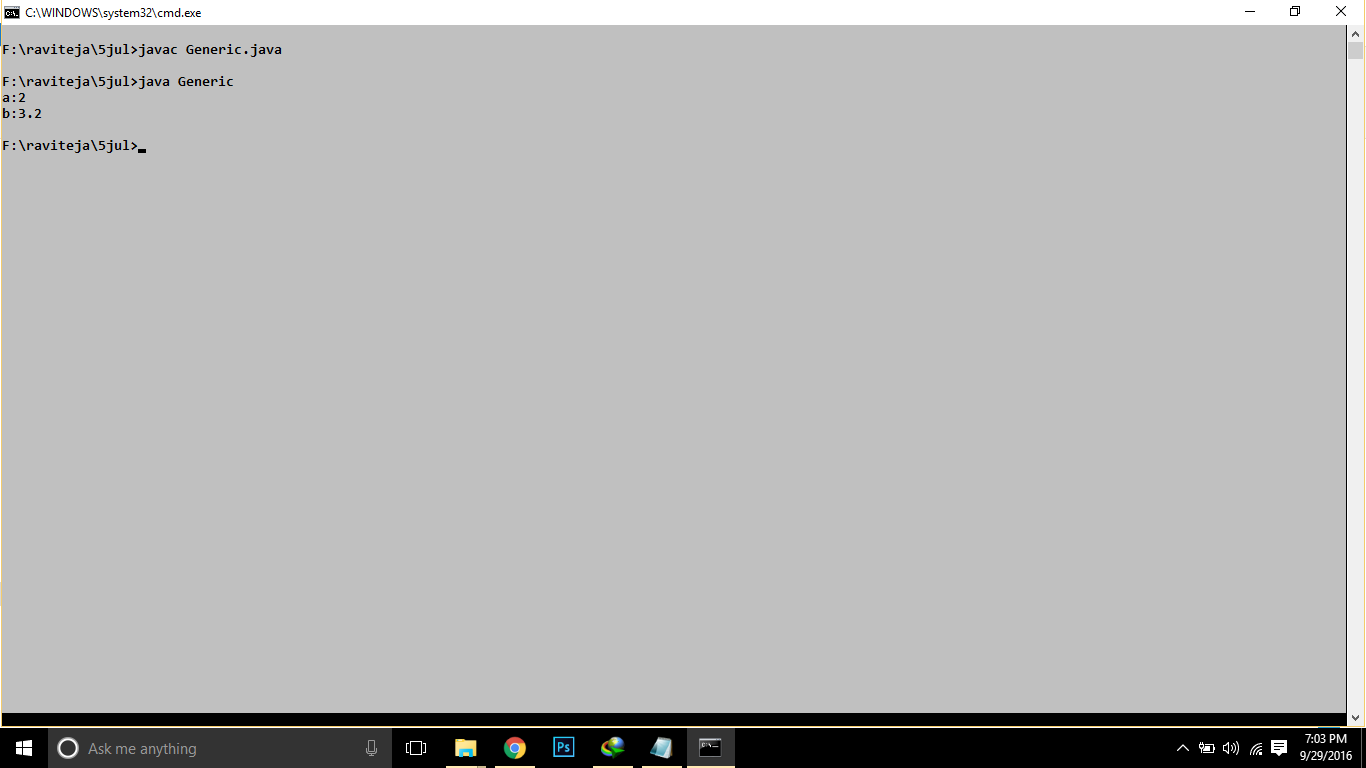 C:\WINDOWS\system32\cmd.exe
F:\raviteja\5jul>javac Generic.java
F:\raviteja\5jul>java Generic
a:2
b:3.2
F:\raviteja\5jul>
Ask me anything
Ps
7:03 PM
9/29/2016